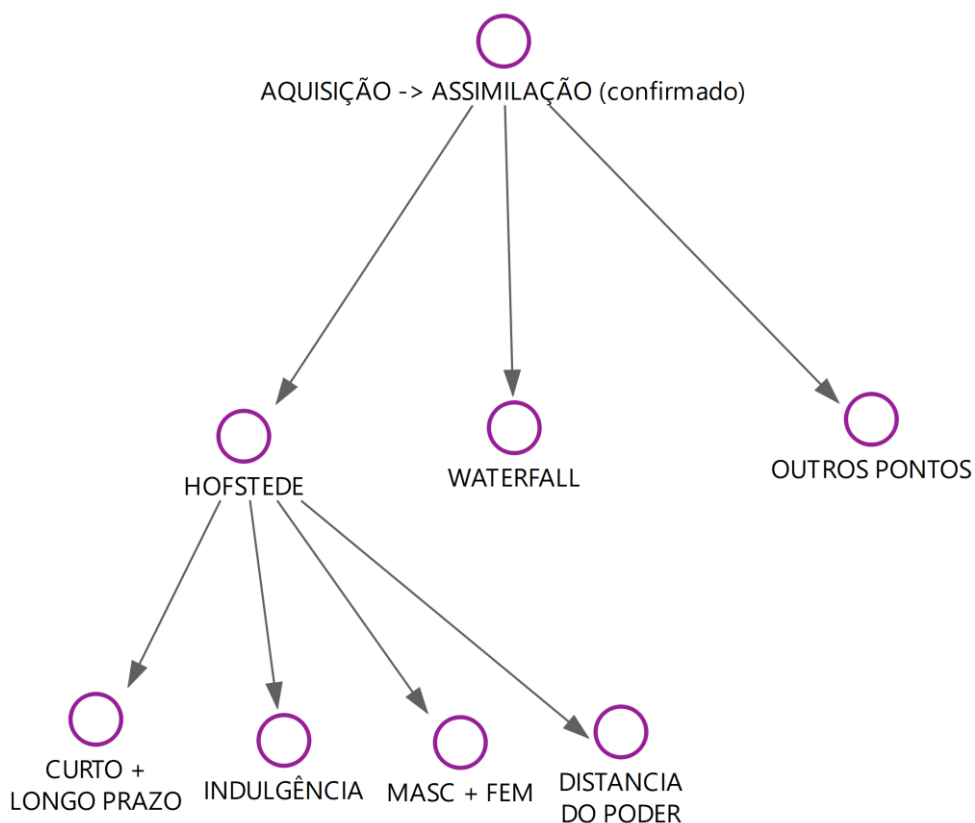 AQUISIÇÃO -> ASSIMILAÇÃO (confirmado)
HOFSTEDE
WATERFALL
OUTROS PONTOS
CURTO +
LONGO PRAZO
INDULGÊNCIA
MASC + FEM
DISTANCIA
DO PODER